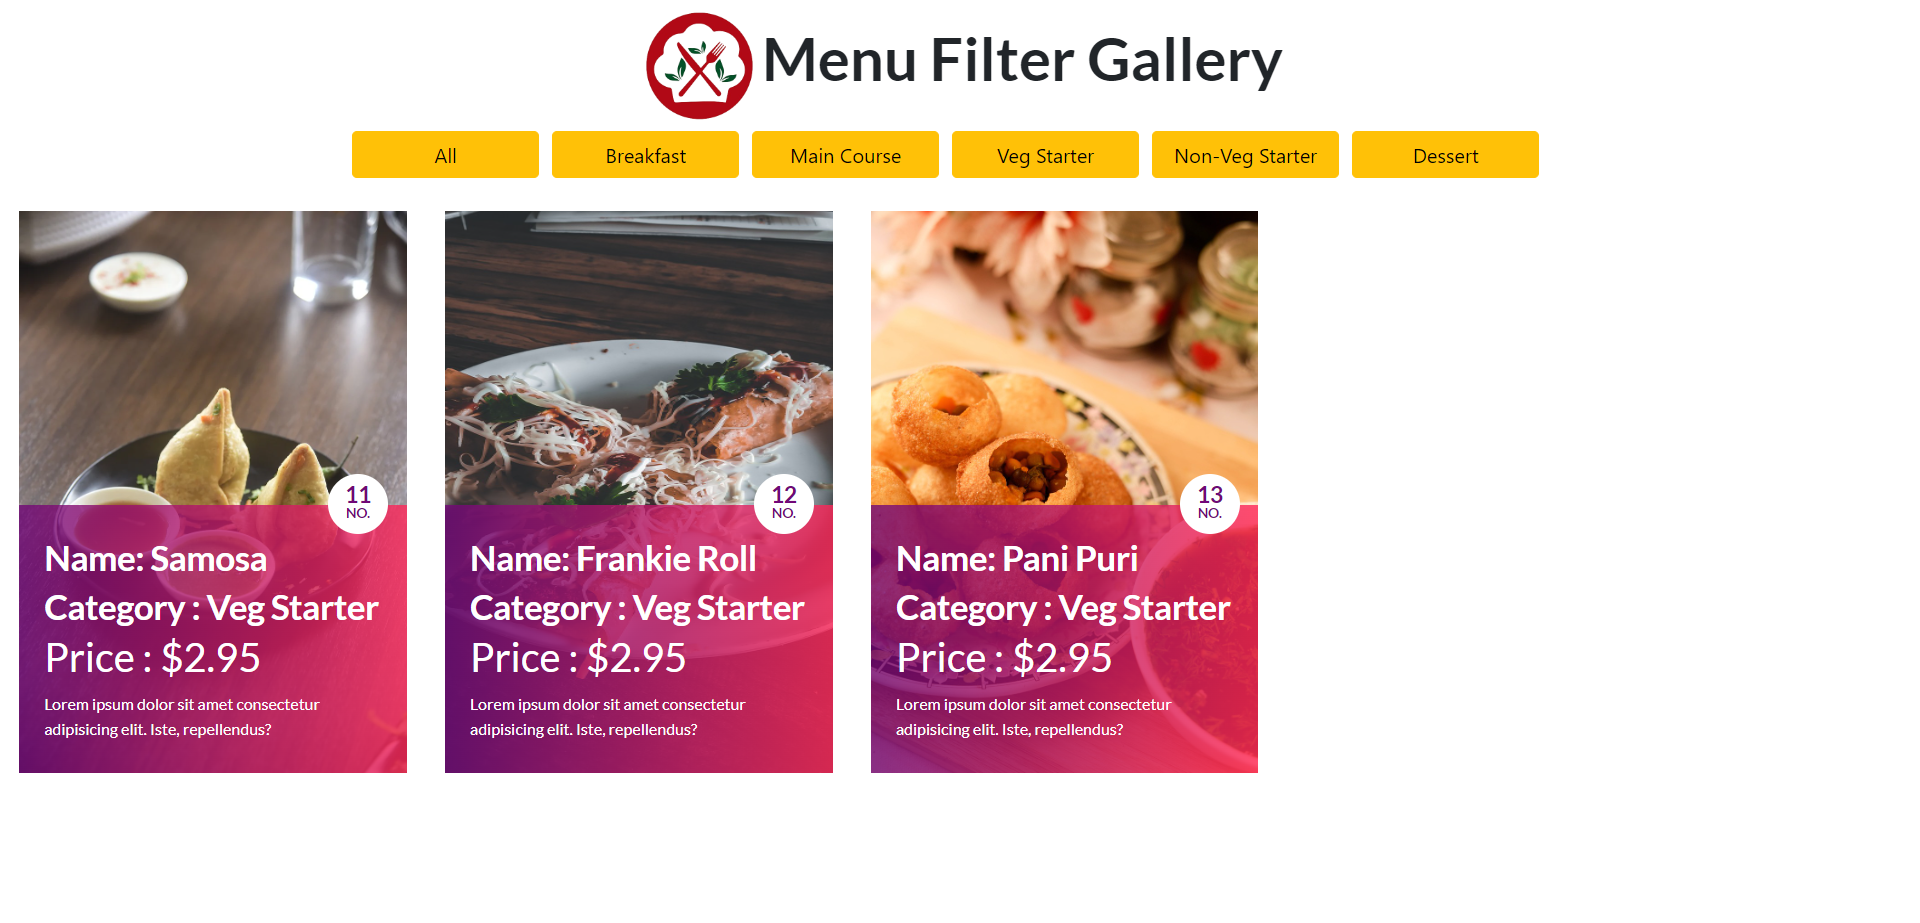 Menu Filter Gallery
All
Breakfast
Main Course
Veg Starter
Non-Veg Starter
Dessert
11
NO.
Name: Samosa
Category : Veg Starter
Price : $2.95
Lorem ipsum dolor sit amet consectetur
adipisicing elit. Iste, repellendus?
12
NO.
Name: Frankie Roll
Category : Veg Starter
Price : $2.95
Lorem ipsum dolor sit amet consectetur
adipisicing elit. Iste, repellendus?
13
NO.
Name: Pani Puri
Category : Veg Starter
Price : $2.95
Lorem ipsum dolor sit amet consectetur
adipisicing elit. Iste, repellendus?